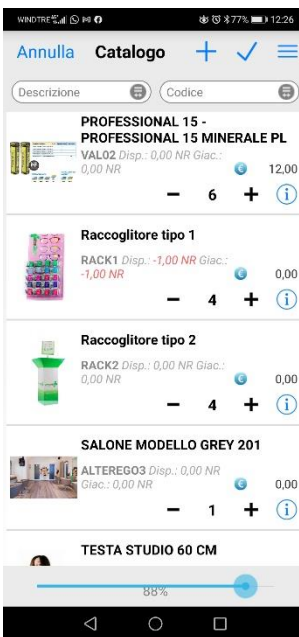 WINDTRE 77% 12:26
Annulla Catalogo
Descrizione Codice
PROFESSIONAL 15 -
PROFESSIONAL 15 MINERALE PL
VAL02 Disp.: 0,00 NR Giac.:
0,00 NR 12,00
− 6 +
Raccoglitore tipo 1
RACK1 Disp.: -1,00 NR Giac.:
-1,00 NR 0,00
− 4 +
Raccoglitore tipo 2
RACK2 Disp.: 0,00 NR Giac.:
0,00 NR 0,00
− 4 +
SALONE MODELLO GREY 201
ALTEREGO3 Disp.: 0,00 NR
Giac.: 0,00 NR 0,00
− 1 +
TESTA STUDIO 60 CM
88%